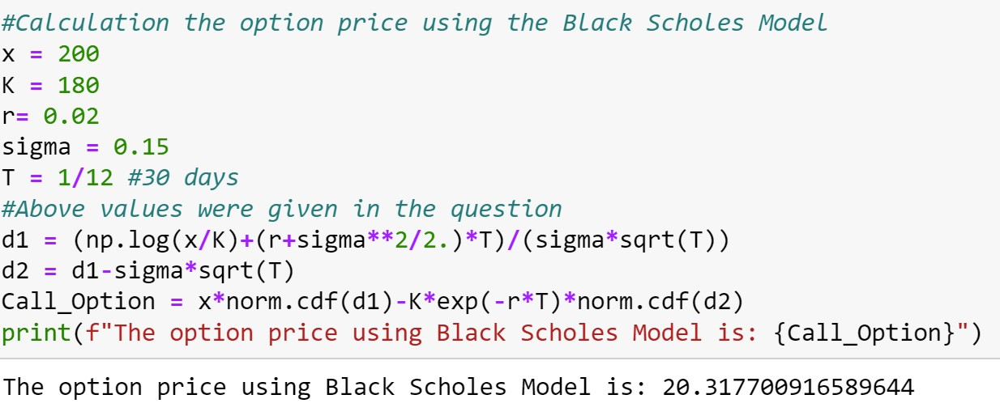 #Calculation the option price using the Black Scholes Model
x = 200
K = 180
r= 0.02
sigma = 0.15
T = 1/12 #30 days
#Above values were given in the question
d1 = (np.log(x/K)+(r+sigma**2/2.)*T)/(sigma*sqrt(T))
d2 = d1-sigma*sqrt(T)
Call_Option = x*norm.cdf(d1)-K*exp(-r*T)*norm.cdf(d2)
print(f"The option price using Black Scholes Model is: {Call_Option}")
The option price using Black Scholes Model is: 20.317700916589644